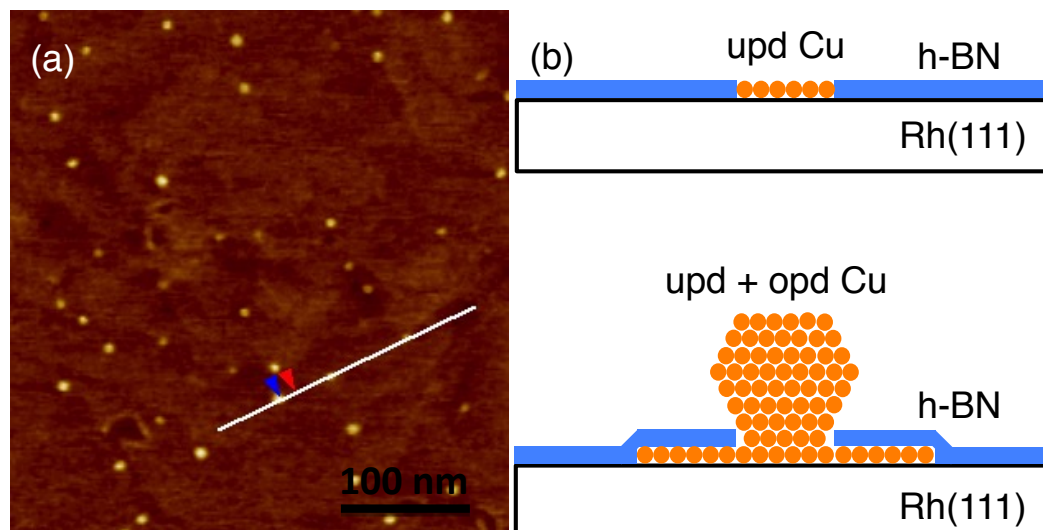 (a)
100 nm
(b)
upd Cu
h-BN
Rh(111)
upd + opd Cu
h-BN
Rh(111)